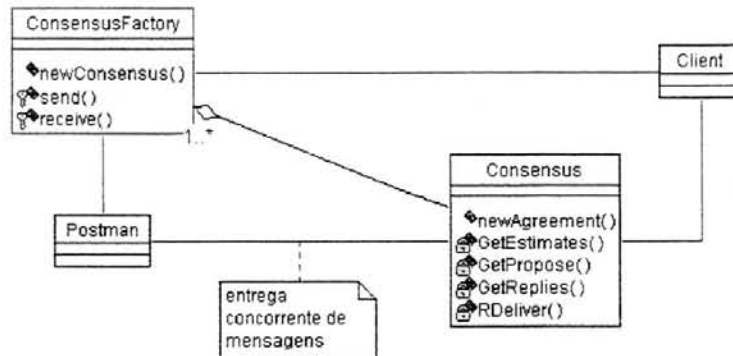 ConsensusFactory
newConsensus()
send()
receive()
1..*
Client
Consensus
newAgreement()
GetEstimates()
GetPropose()
GetReplies()
RDeliver()
Postman
entrega
concorrente de
mensagens